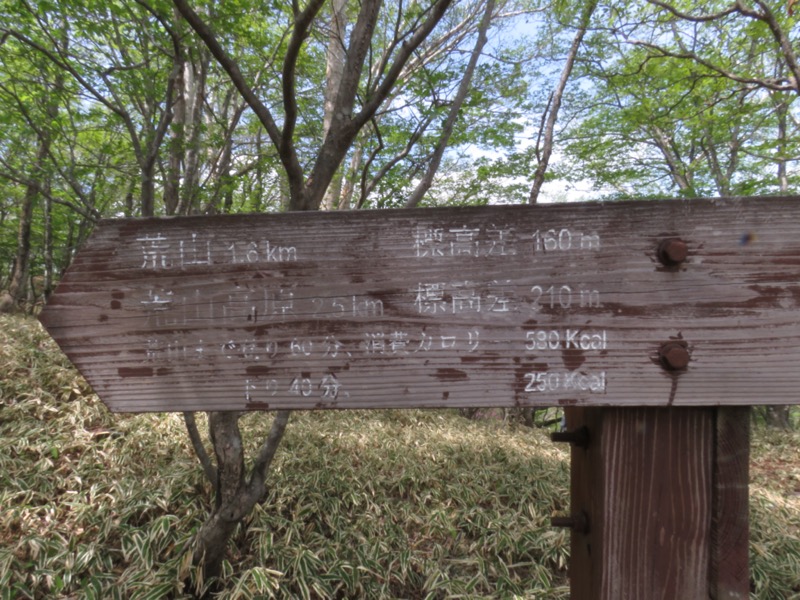 荒山 1.6 km 標高差 160 m
荒山高原 2.5 km 標高差 210 m
荒山まで登り 60 分、消費カロリー 530 Kcal
下り 40 分、 250 Kcal